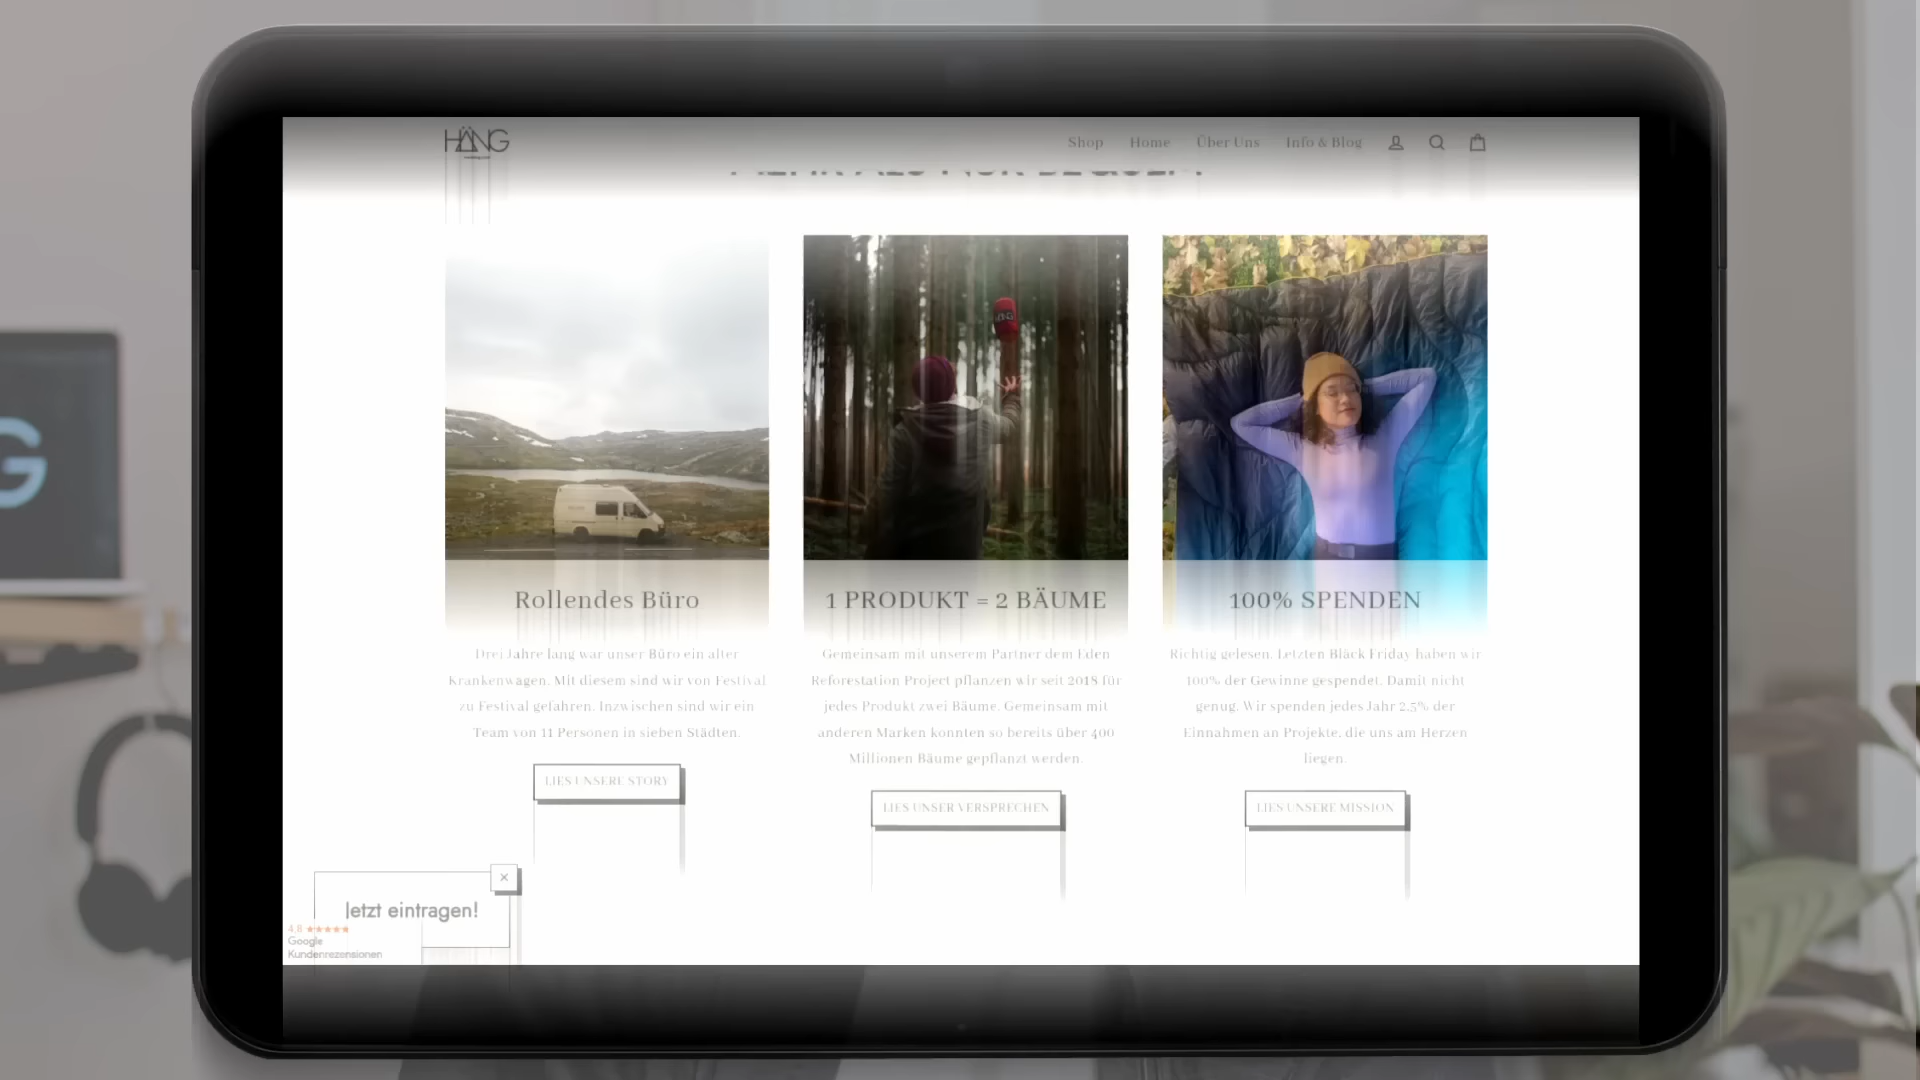 HÄNG
Shop Home Über Uns Info & Blog
Rollendes Büro
Drei Jahre lang war unser Büro ein alter
Krankenwagen. Mit diesem sind wir von Festival
zu Festival gefahren. Inzwischen sind wir ein
Team von 11 Personen in sieben Städten.
LIES UNSERE STORY
1 PRODUKT = 2 BÄUME
Gemeinsam mit unserem Partner dem Eden
Reforestation Project pflanzen wir seit 2018 für
jedes Produkt zwei Bäume. Gemeinsam mit
anderen Marken konnten so bereits über 400
Millionen Bäume gepflanzt werden.
LIES UNSER VERSPRECHEN
100% SPENDEN
Richtig gelesen. Letzten Black Friday haben wir
100% der Gewinne gespendet. Damit nicht
genug. Wir spenden jedes Jahr 2,5% der
Einnahmen an Projekte, die uns am Herzen
liegen.
LIES UNSERE MISSION
Jetzt eintragen!
4,8 ★★★★★
Google
Kundenrezensionen
G